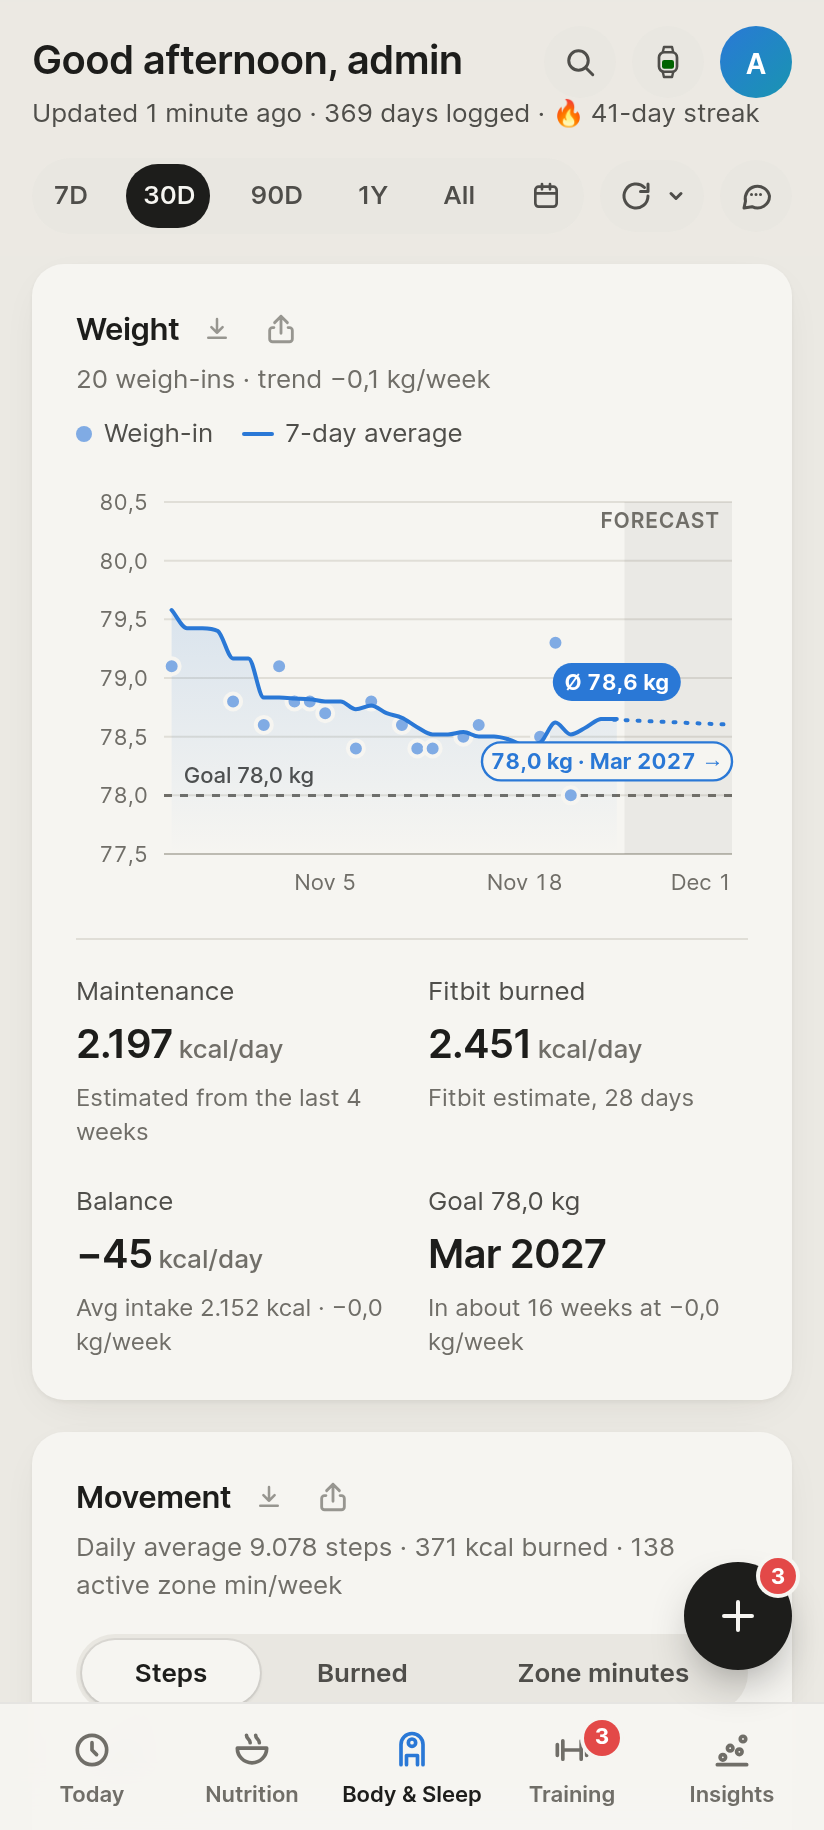 Good afternoon, admin
A
Updated 1 minute ago · 369 days logged · 🔥 41-day streak
7D 30D 90D 1Y All
Weight
20 weigh-ins · trend −0,1 kg/week
Weigh-in 7-day average
80,5
FORECAST
80,0
79,5
79,0
Ø 78,6 kg
78,5
78,0 kg · Mar 2027 →
Goal 78,0 kg
78,0
77,5
Nov 5 Nov 18 Dec 1
Maintenance
2.197 kcal/day
Estimated from the last 4
weeks
Fitbit burned
2.451 kcal/day
Fitbit estimate, 28 days
Balance
−45 kcal/day
Avg intake 2.152 kcal · −0,0
kg/week
Goal 78,0 kg
Mar 2027
In about 16 weeks at −0,0
kg/week
Movement
Daily average 9.078 steps · 371 kcal burned · 138
active zone min/week
3
Steps Burned Zone minutes
3
Today Nutrition Body & Sleep Training Insights